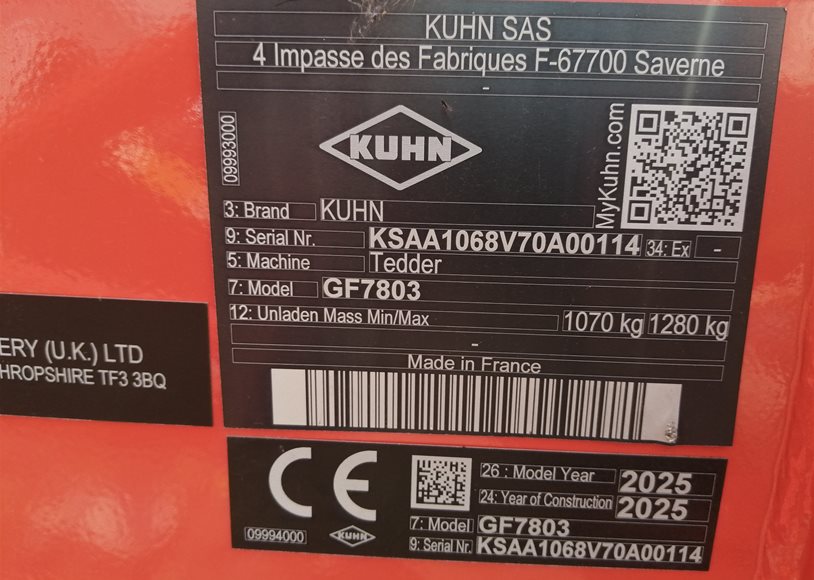 KUHN SAS
4 Impasse des Fabriques F-67700 Saverne
-
09993000
KUHN
MyKuhn.com
3: Brand KUHN
9: Serial Nr. KSAA1068V70A00114 34: Ex -
5: Machine Tedder
7: Model GF7803
12: Unladen Mass Min/Max 1070 kg 1280 kg
-
Made in France
ERY (U.K.) LTD
HROPSHIRE TF3 3BQ
CE
26 : Model Year 2025
24: Year of Construction 2025
09994000
KUHN
7: Model GF7803
9: Serial Nr. KSAA1068V70A00114